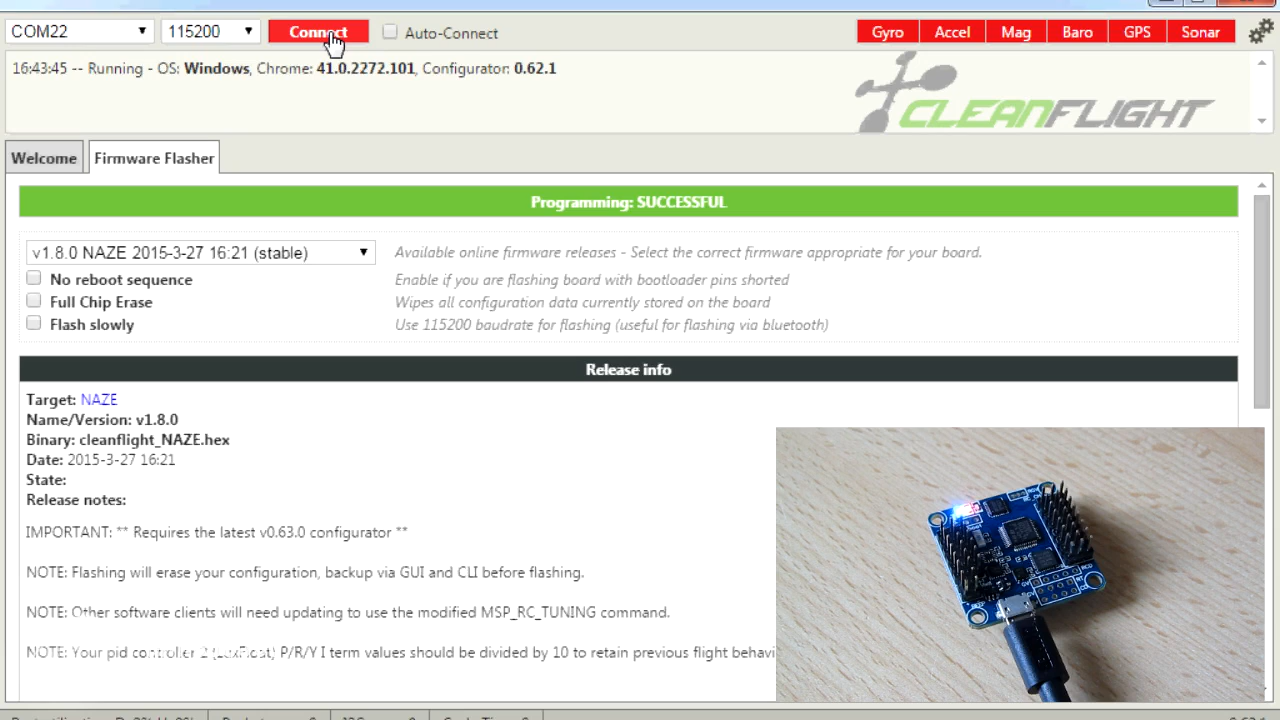 COM22 115200 Connect Auto-Connect Gyro Accel Mag Baro GPS Sonar
16:43:45 -- Running - OS: Windows, Chrome: 41.0.2272.101, Configurator: 0.62.1
CLEANFLIGHT
Welcome Firmware Flasher
Programming: SUCCESSFUL
v1.8.0 NAZE 2015-3-27 16:21 (stable) Available online firmware releases - Select the correct firmware appropriate for your board.
No reboot sequence Enable if you are flashing board with bootloader pins shorted
Full Chip Erase Wipes all configuration data currently stored on the board
Flash slowly Use 115200 baudrate for flashing (useful for flashing via bluetooth)
Release info
Target: NAZE
Name/Version: v1.8.0
Binary: cleanflight_NAZE.hex
Date: 2015-3-27 16:21
State:
Release notes:
IMPORTANT: ** Requires the latest v0.63.0 configurator **
NOTE: Flashing will erase your configuration, backup via GUI and CLI before flashing.
NOTE: Other software clients will need updating to use the modified MSP_RC_TUNING command.
NOTE: Your pid controller 2 (LuxFloat) P/R/Y I term values should be divided by 10 to retain previous flight behavi